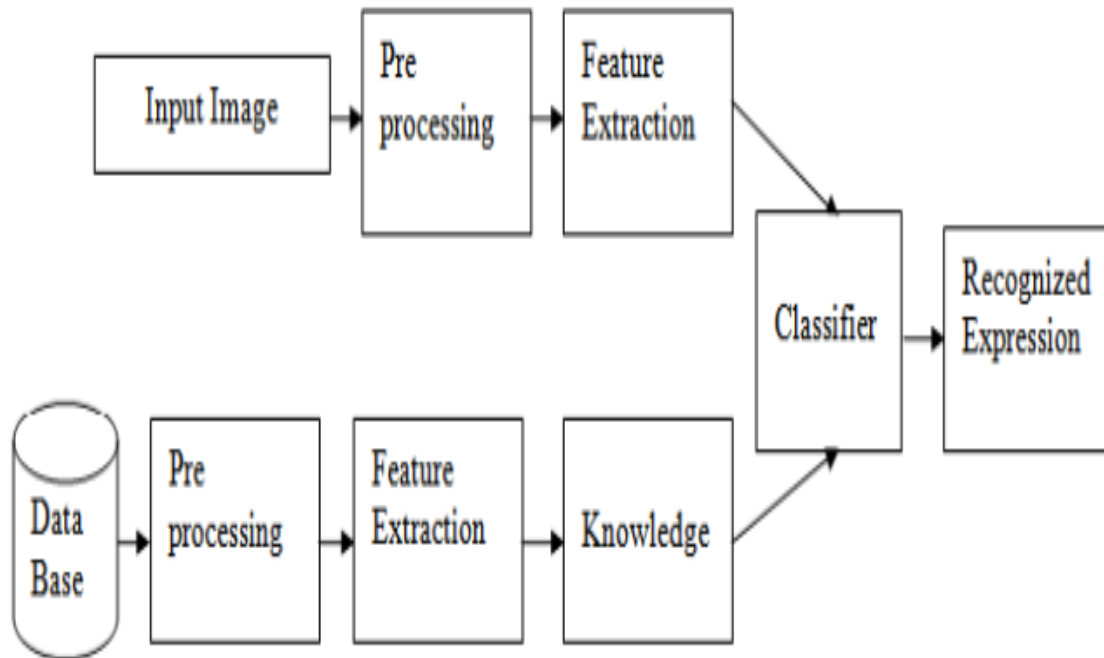 Input Image
Pre
processing
Feature
Extraction
Classifier
Recognized
Expression
Data
Base
Pre
processing
Feature
Extraction
Knowledge